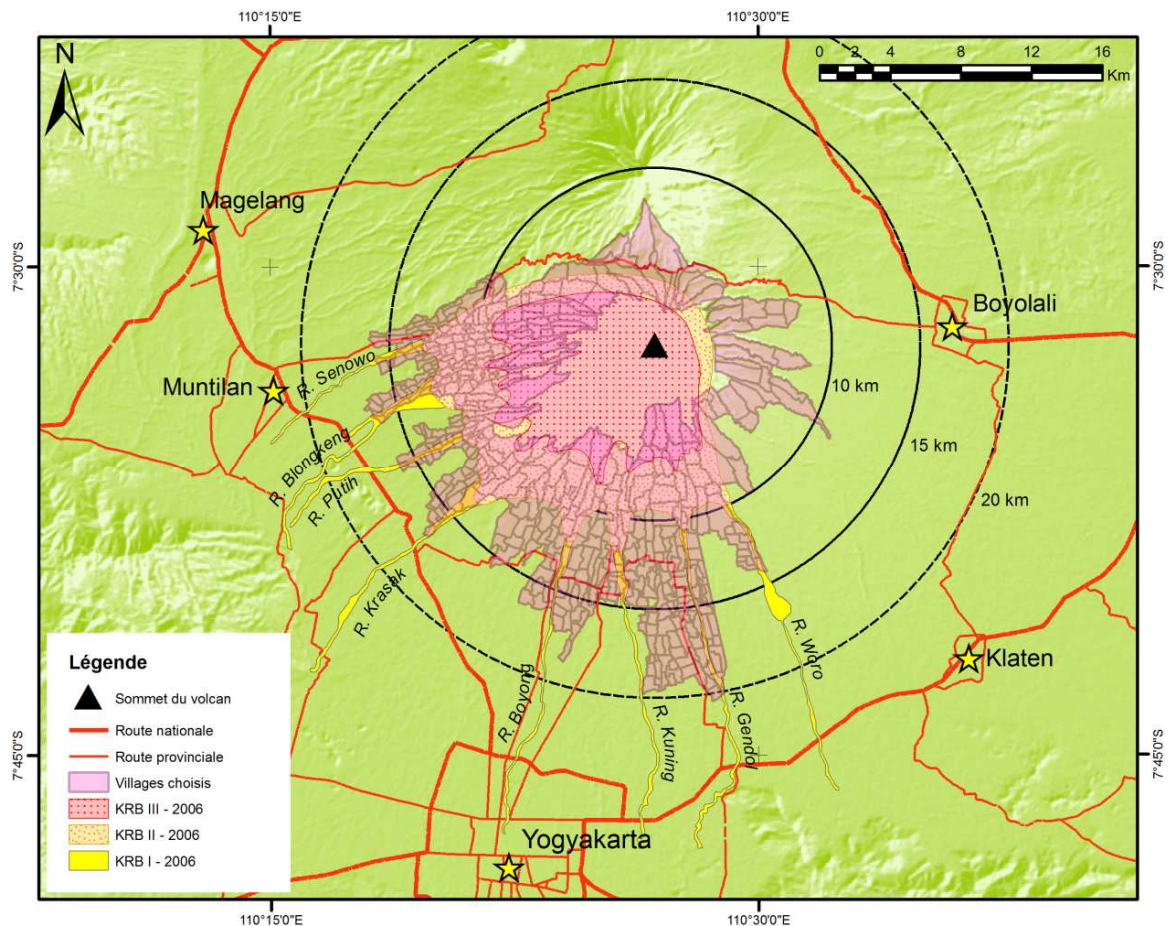 110°15'0"E
110°30'0"E
N
0 2 4 8 12 16
Km
Magelang
7°30'0"S
7°30'0"S
Boyolali
R. Senowo
Muntilan
10 km
15 km
R. Blongkeng
R. Putih
20 km
R. Krasak
R. Woro
Klaten
Légende
Sommet du volcan
R. Boyong
R. Kuning
R. Gendol
Route nationale
Route provinciale
7°45'0"S
7°45'0"S
Villages choisis
KRB III - 2006
KRB II - 2006
KRB I - 2006
Yogyakarta
110°15'0"E
110°30'0"E